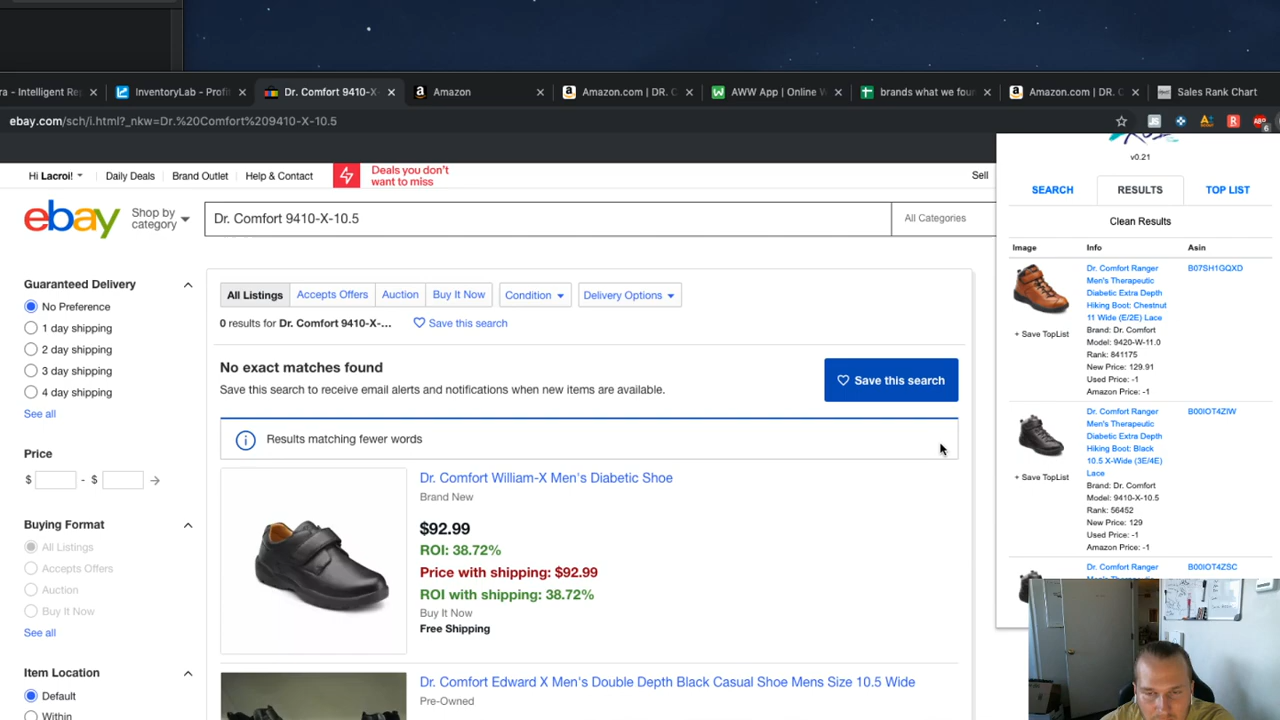 ra - Intelligent Re
InventoryLab - Profi
Dr. Comfort 9410-X-
Amazon
Amazon.com | DR. C
AWW App | Online W
brands what we foun
Amazon.com | DR. C
Sales Rank Chart
ebay.com/sch/i.html?_nkw=Dr.%20Comfort%209410-X-10.5
6
Hi Lacroi!
Daily Deals
Brand Outlet
Help & Contact
Deals you don't
want to miss
Sell
ebay
Shop by
category
Dr. Comfort 9410-X-10.5
All Categories
Guaranteed Delivery
No Preference
1 day shipping
2 day shipping
3 day shipping
4 day shipping
See all
Price
$ - $
Buying Format
All Listings
Accepts Offers
Auction
Buy It Now
See all
Item Location
Default
Within
All Listings
Accepts Offers
Auction
Buy It Now
Condition
Delivery Options
0 results for Dr. Comfort 9410-X-...
Save this search
No exact matches found
Save this search to receive email alerts and notifications when new items are available.
Save this search
Results matching fewer words
Dr. Comfort William-X Men's Diabetic Shoe
Brand New
$92.99
ROI: 38.72%
Price with shipping: $92.99
ROI with shipping: 38.72%
Buy It Now
Free Shipping
Dr. Comfort Edward X Men's Double Depth Black Casual Shoe Mens Size 10.5 Wide
Pre-Owned
v0.21
SEARCH
RESULTS
TOP LIST
Clean Results
Image
Info
Asin
Dr. Comfort Ranger
Men's Therapeutic
Diabetic Extra Depth
Hiking Boot: Chestnut
11 Wide (E/2E) Lace
Brand: Dr. Comfort
Model: 9420-W-11.0
Rank: 841175
New Price: 129.91
Used Price: -1
Amazon Price: -1
B07SH1GQXD
+ Save TopList
Dr. Comfort Ranger
Men's Therapeutic
Diabetic Extra Depth
Hiking Boot: Black
10.5 X-Wide (3E/4E)
Lace
Brand: Dr. Comfort
Model: 9410-X-10.5
Rank: 56452
New Price: 129
Used Price: -1
Amazon Price: -1
B00IOT4ZIW
+ Save TopList
Dr. Comfort Ranger
B00IOT4ZSC